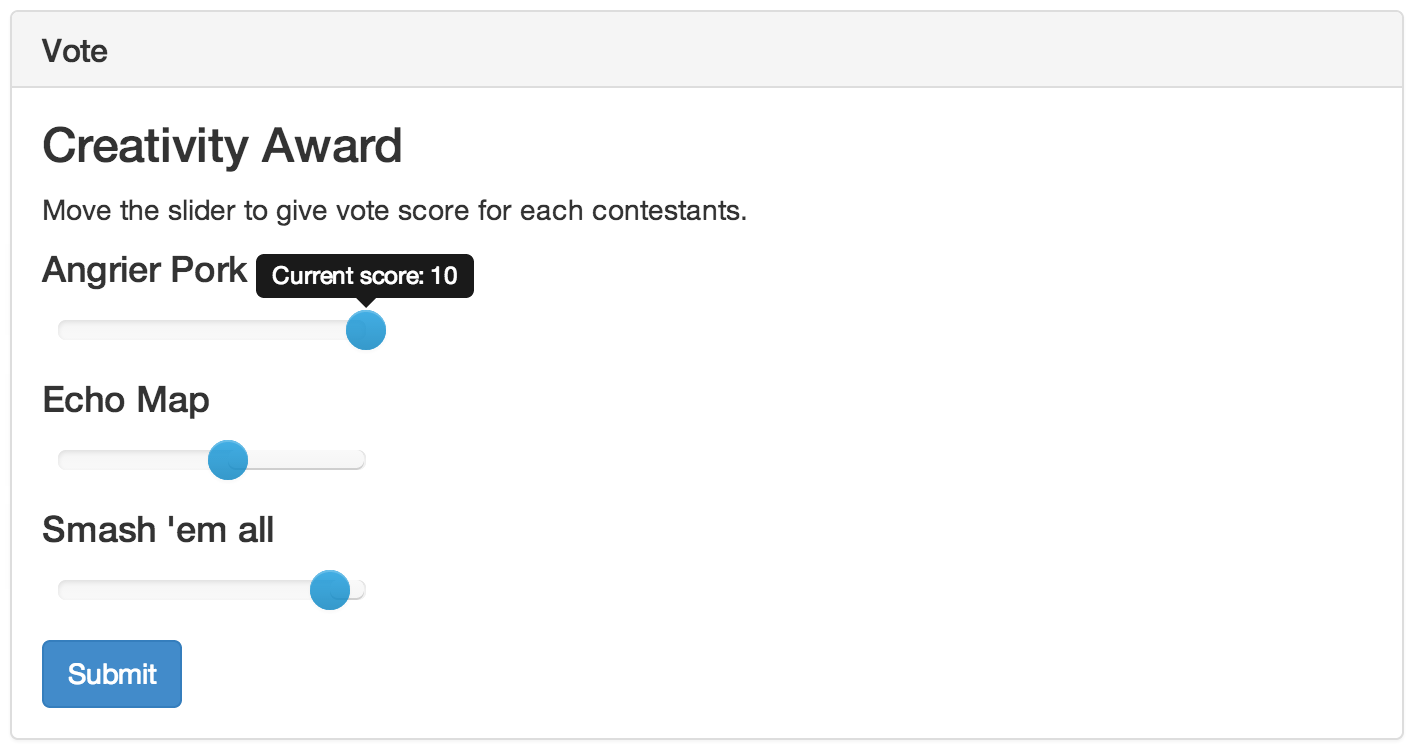 Vote
Creativity Award
Move the slider to give vote score for each contestants.
Angrier Pork
Current score: 10
Echo Map
Smash 'em all
Submit